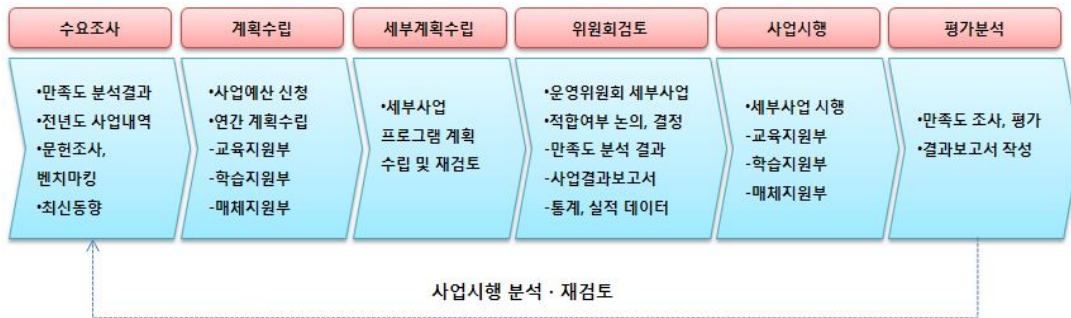 수요조사
계획수립
세부계획수립
위원회검토
사업시행
평가분석
•만족도 분석결과
•전년도 사업내역
•문헌조사,
벤치마킹
•최신동향
•사업예산 신청
•연간 계획수립
-교육지원부
-학습지원부
-매체지원부
•세부사업
프로그램 계획
수립 및 재검토
•운영위원회 세부사업
•적합여부 논의, 결정
-만족도 분석 결과
-사업결과보고서
-통계, 실적 데이터
•세부사업 시행
-교육지원부
-학습지원부
-매체지원부
•만족도 조사, 평가
•결과보고서 작성
사업시행 분석 · 재검토